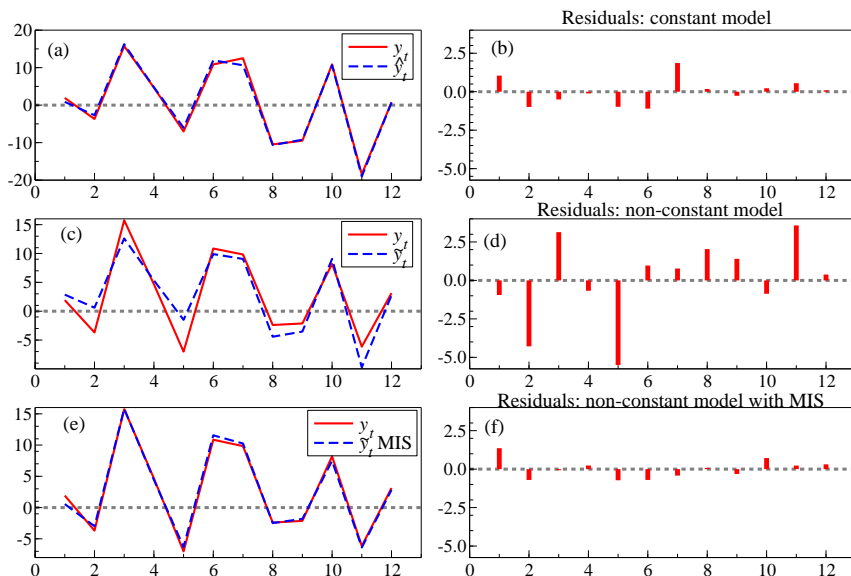 Residuals: constant model
20
(a)
y_t
ŷ_t
10
0
-10
-20
0 2 4 6 8 10 12
(b)
2.5
0.0
-2.5
-5.0
0 2 4 6 8 10 12
Residuals: non-constant model
15
(c)
y_t
ỹ_t
10
5
0
-5
0 2 4 6 8 10 12
(d)
2.5
0.0
-2.5
-5.0
0 2 4 6 8 10 12
Residuals: non-constant model with MIS
15
(e)
y_t
ỹ_t MIS
10
5
0
-5
0 2 4 6 8 10 12
(f)
2.5
0.0
-2.5
-5.0
0 2 4 6 8 10 12